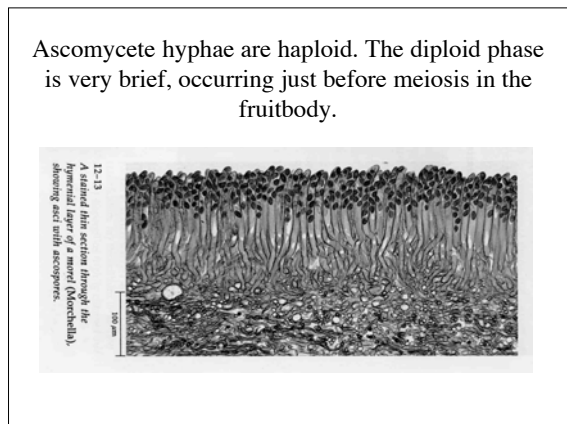 Ascomycete hyphae are haploid. The diploid phase
is very brief, occurring just before meiosis in the
fruitbody.
12–13
A stained thin section through the
hymenial layer of a morel (Morchella),
showing asci with ascospores.
100 μm